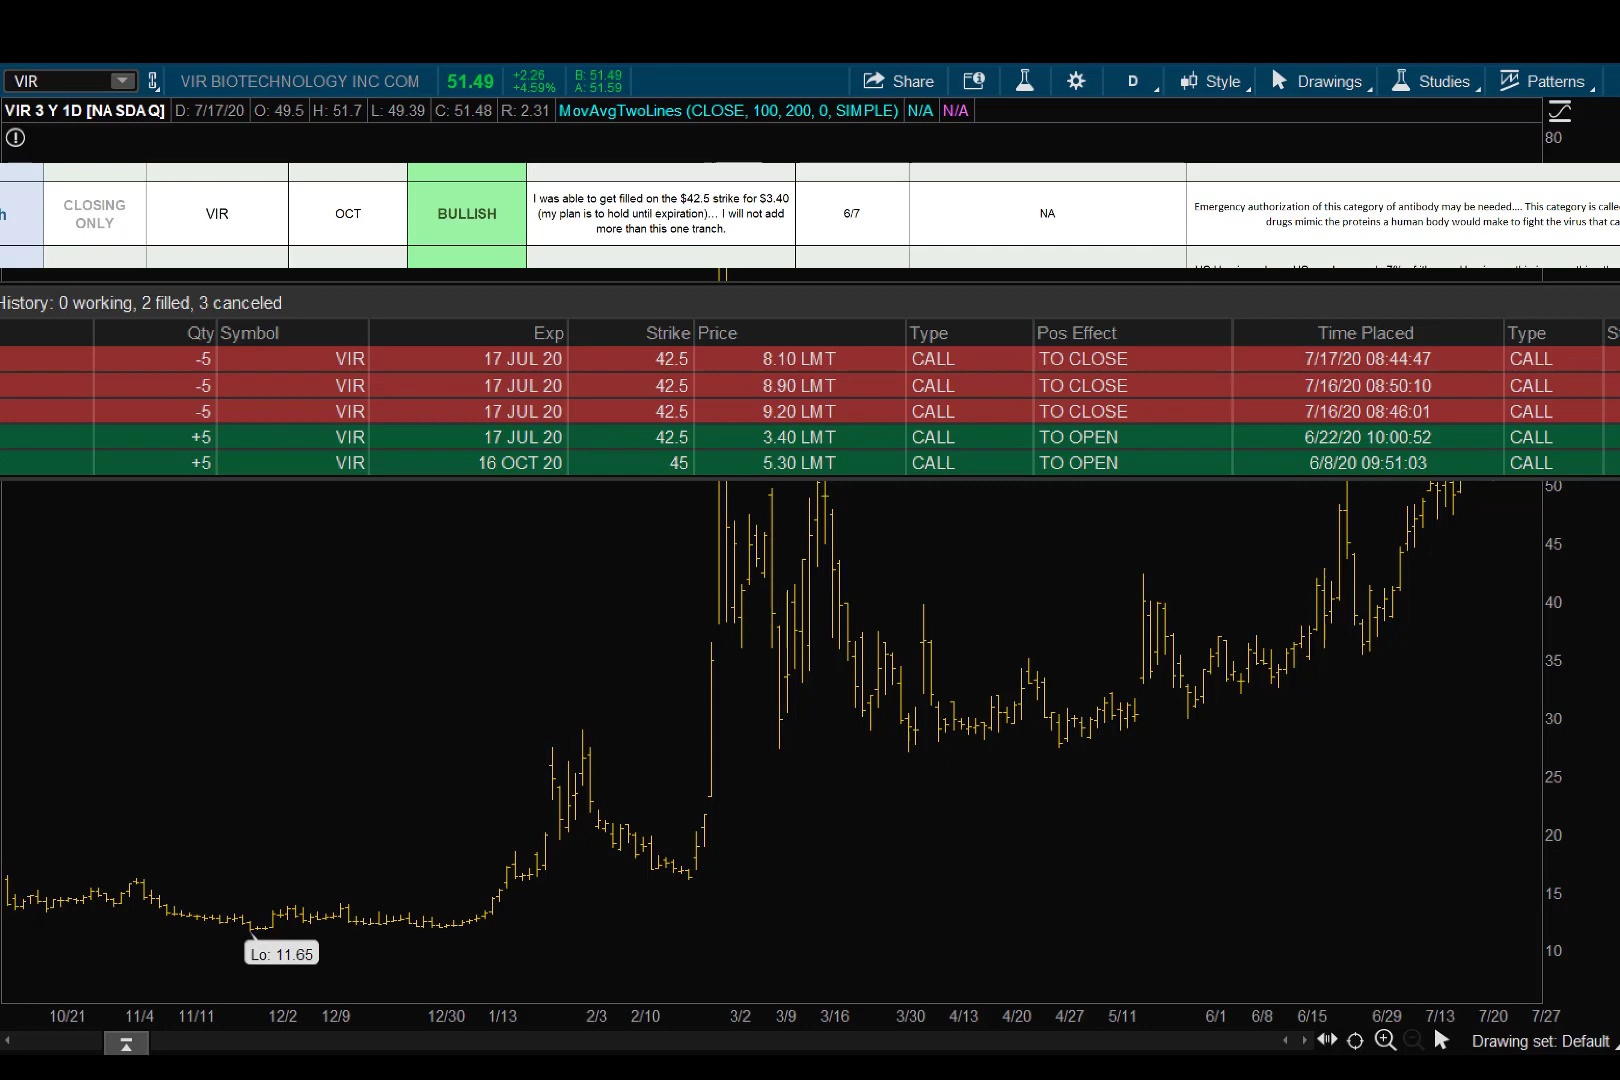 VIR
VIR BIOTECHNOLOGY INC COM
51.49
+2.26
+4.59%
B: 51.49
A: 51.59
Share
D
Style
Drawings
Studies
Patterns
VIR 3 Y 1D [NASDAQ] D: 7/17/20 O: 49.5 H: 51.7 L: 49.39 C: 51.48 R: 2.31 MovAvgTwoLines (CLOSE, 100, 200, 0, SIMPLE) N/A N/A
80
CLOSING
ONLY
VIR
OCT
BULLISH
I was able to get filled on the $42.5 strike for $3.40
(my plan is to hold until expiration)... I will not add
more than this one tranch.
6/7
NA
Emergency authorization of this category of antibody may be needed.... This category is calle
drugs mimic the proteins a human body would make to fight the virus that ca
History: 0 working, 2 filled, 3 canceled
Qty Symbol Exp Strike Price Type Pos Effect Time Placed Type
-5 VIR 17 JUL 20 42.5 8.10 LMT CALL TO CLOSE 7/17/20 08:44:47 CALL
-5 VIR 17 JUL 20 42.5 8.90 LMT CALL TO CLOSE 7/16/20 08:50:10 CALL
-5 VIR 17 JUL 20 42.5 9.20 LMT CALL TO CLOSE 7/16/20 08:46:01 CALL
+5 VIR 17 JUL 20 42.5 3.40 LMT CALL TO OPEN 6/22/20 10:00:52 CALL
+5 VIR 16 OCT 20 45 5.30 LMT CALL TO OPEN 6/8/20 09:51:03 CALL
50
45
40
35
30
25
20
15
10
Lo: 11.65
10/21 11/4 11/11 12/2 12/9 12/30 1/13 2/3 2/10 3/2 3/9 3/16 3/30 4/13 4/20 4/27 5/11 6/1 6/8 6/15 6/29 7/13 7/20 7/27
Drawing set: Default